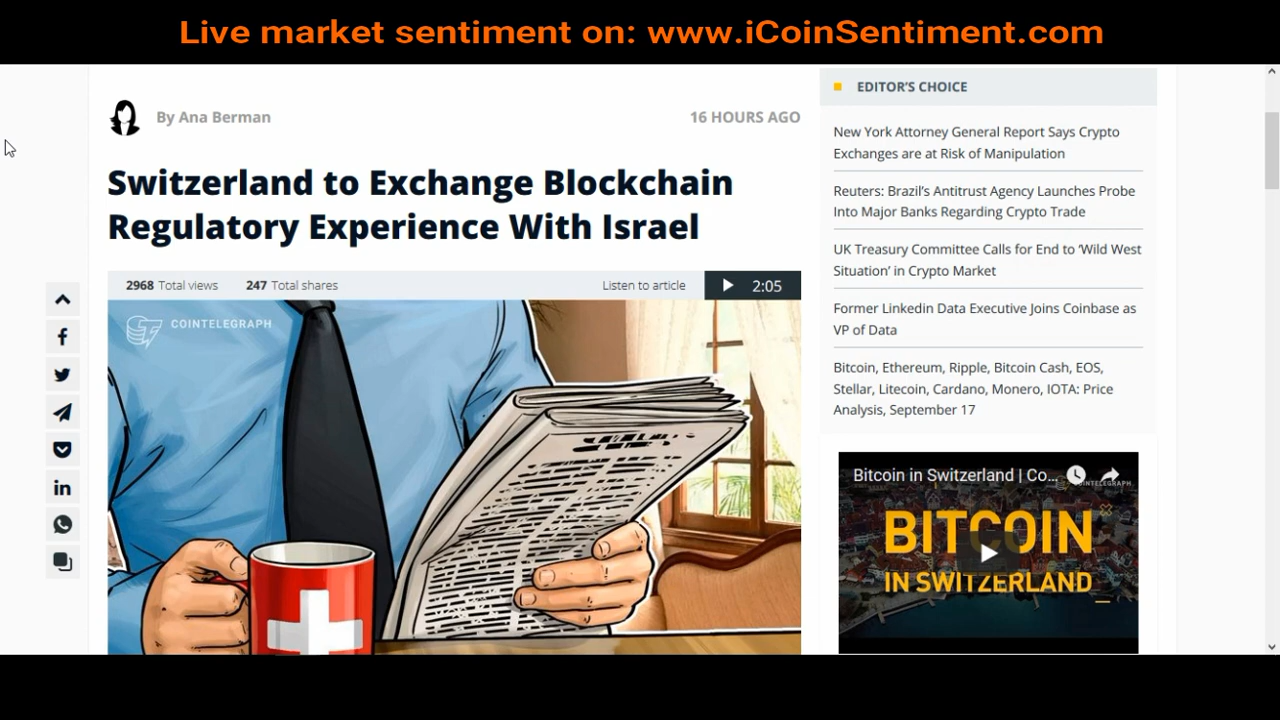 Live market sentiment on: www.iCoinSentiment.com
By Ana Berman
16 HOURS AGO
Switzerland to Exchange Blockchain
Regulatory Experience With Israel
2968 Total views 247 Total shares
Listen to article
2:05
COINTELEGRAPH
EDITOR'S CHOICE
New York Attorney General Report Says Crypto
Exchanges are at Risk of Manipulation
Reuters: Brazil's Antitrust Agency Launches Probe
Into Major Banks Regarding Crypto Trade
UK Treasury Committee Calls for End to ‘Wild West
Situation’ in Crypto Market
Former Linkedin Data Executive Joins Coinbase as
VP of Data
Bitcoin, Ethereum, Ripple, Bitcoin Cash, EOS,
Stellar, Litecoin, Cardano, Monero, IOTA: Price
Analysis, September 17
Bitcoin in Switzerland | Co...
BITCOIN
IN SWITZERLAND_